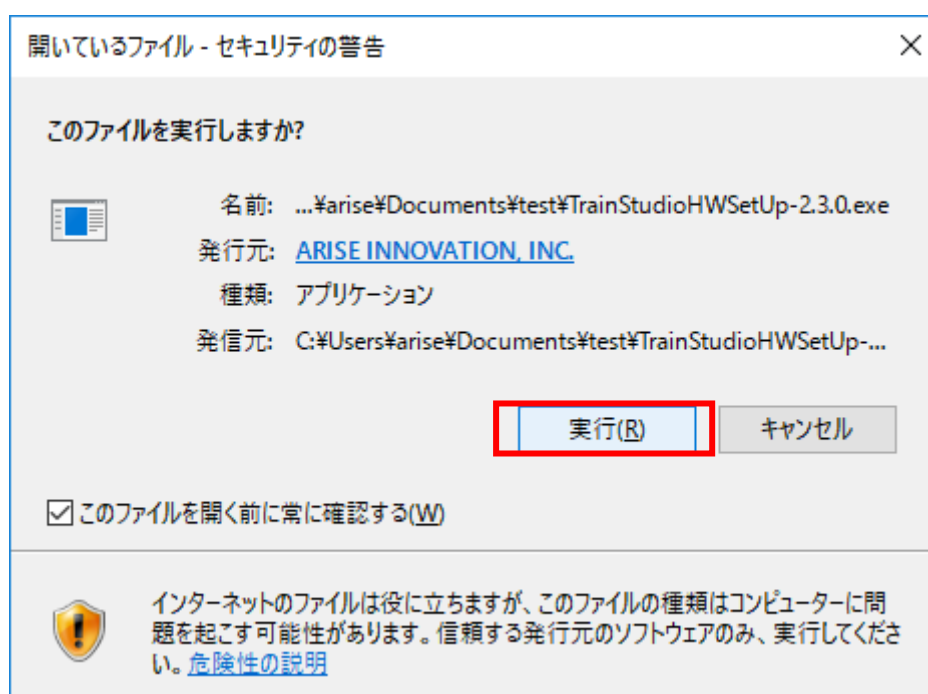 開いているファイル - セキュリティの警告
このファイルを実行しますか?
名前: ...¥arise¥Documents¥test¥TrainStudioHWSetUp-2.3.0.exe
発行元: ARISE INNOVATION, INC.
種類: アプリケーション
発信元: C:¥Users¥arise¥Documents¥test¥TrainStudioHWSetUp-...
実行(R) キャンセル
このファイルを開く前に常に確認する(W)
インターネットのファイルは役に立ちますが、このファイルの種類はコンピューターに問
題を起こす可能性があります。信頼する発行元のソフトウェアのみ、実行してくださ
い。危険性の説明